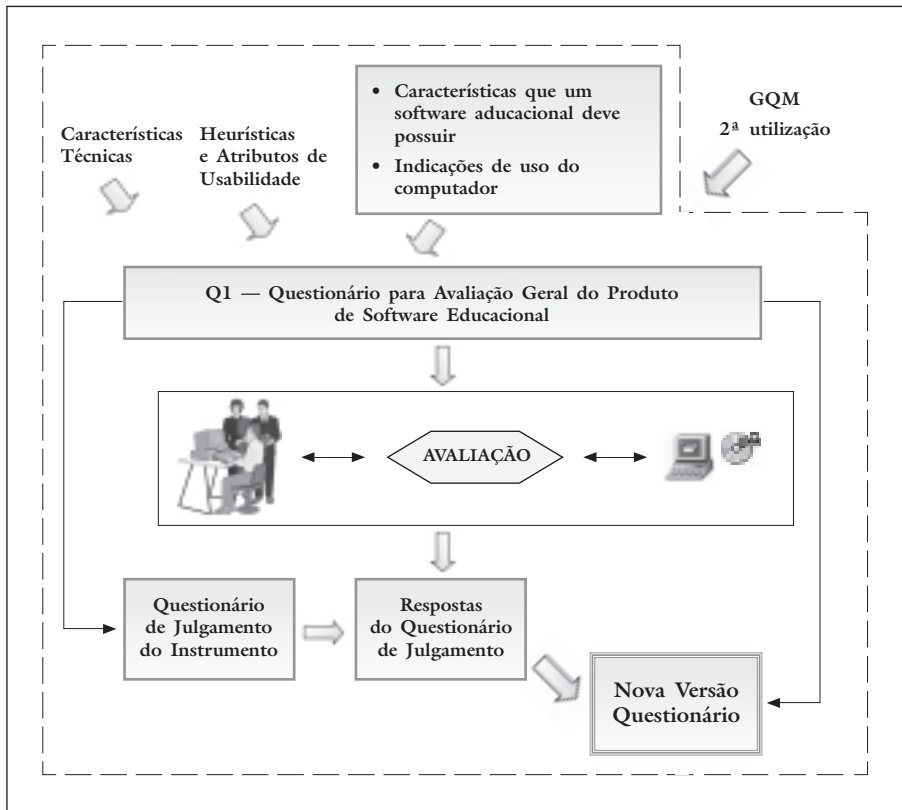 Características
Técnicas
Heurísticas
e Atributos de
Usabilidade
• Características que um
software aducacional deve
possuir
• Indicações de uso do
computador
GQM
2ª utilização
Q1 — Questionário para Avaliação Geral do Produto
de Software Educacional
AVALIAÇÃO
Questionário
de Julgamento
do Instrumento
Respostas
do Questionário
de Julgamento
Nova Versão
Questionário